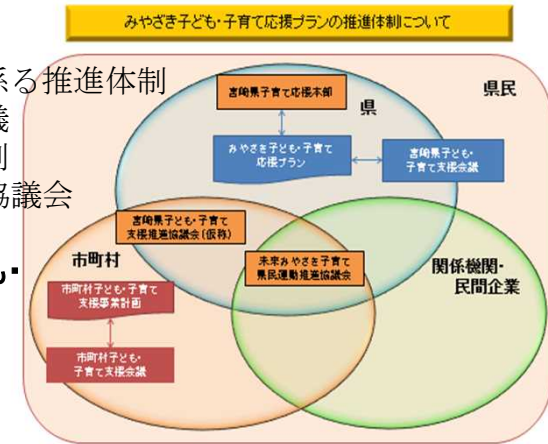 みやざき子ども・子育て応援プランの推進体制について
係る推進体制
協議会
県民
宮崎県子育て応援本部
県
みやざき子ども・子育て
応援プラン
宮崎県子ども・
子育て支援会議
宮崎県子ども・子育て
支援推進協議会(仮称)
未来みやざき子育て
県民運動推進協議会
市町村
関係機関・
民間企業
市町村子ども・子育て
支援事業計画
市町村子ども・
子育て支援会議